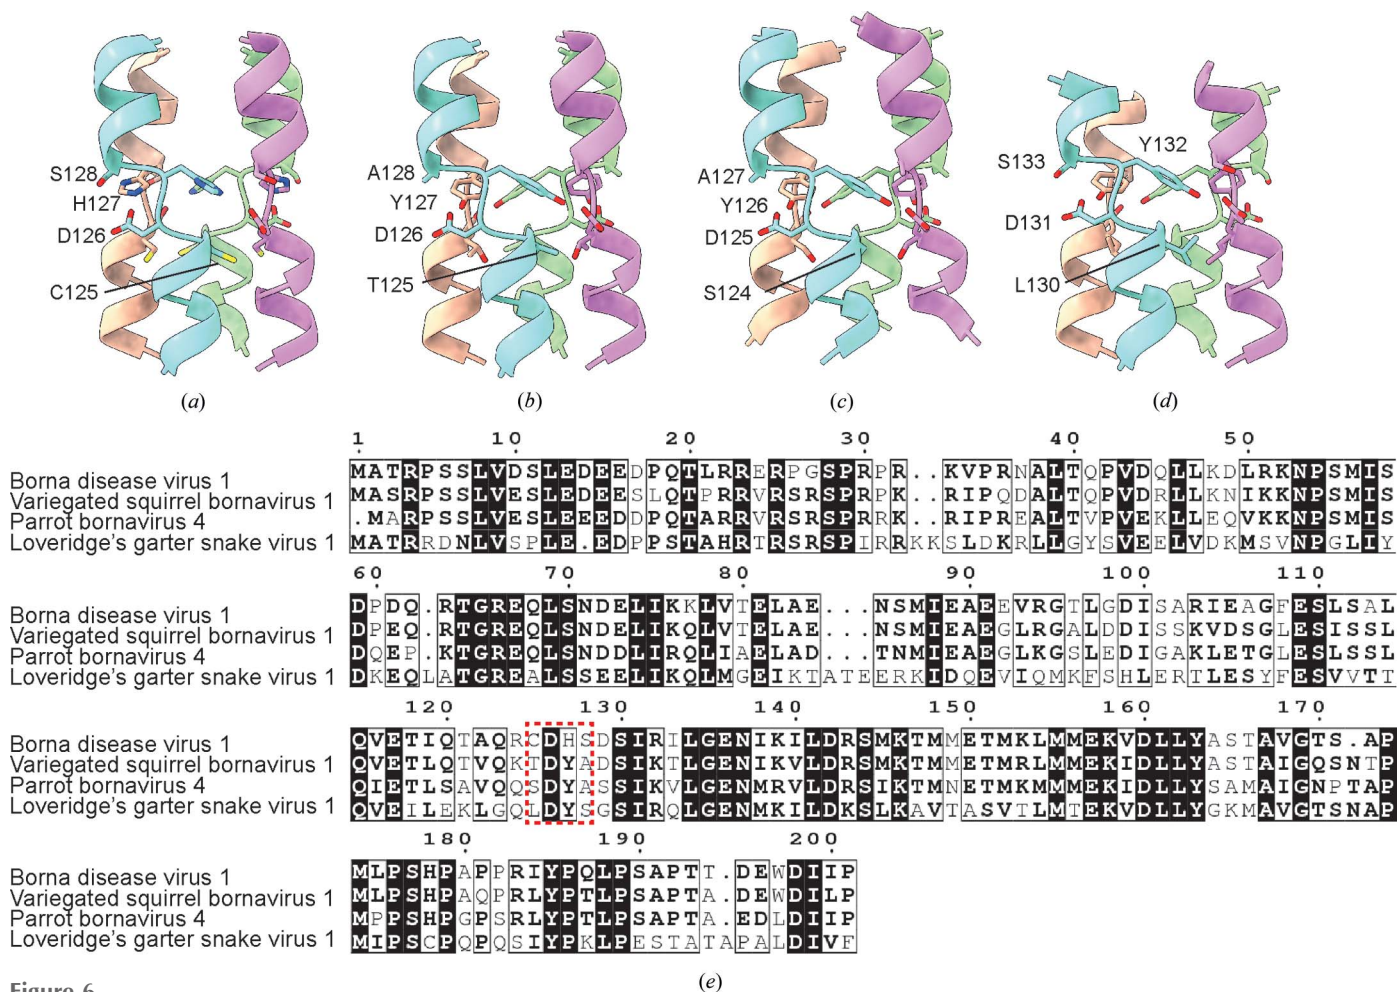 S128
H127
D126
C125
(a)
A128
Y127
D126
T125
(b)
A127
Y126
D125
S124
(c)
S133
Y132
D131
L130
(d)
1 10 20 30 40 50
Borna disease virus 1 MATRPSSLVDSLEDEEDPQTLRRERPGSPRPR..KVPRNALTQPVDQLLKDLRKNPSMIS
Variegated squirrel bornavirus 1 MASRPSSLVESLEDEESLQTPRRVRSRSPRPK..RIPQDALTQPVDRLLKNIKKNPSMIS
Parrot bornavirus 4 .MARPSSLVESLEEEDDPQTARRVRSRSPRRK..RIPREALTVPVEKLLEQVKKNPSMIS
Loveridge's garter snake virus 1 MATRRDNLVSPLE.EDPPSTAHRTRSRSPIRRKKSLDKRLLGYSVEELVDKMSVNPGLIY
60 70 80 90 100 110
Borna disease virus 1 DPDQ.RTGREQLSNDELIKKLVTELAE...NSMIEAEEVRGTLGDISARIEAGFESLSAL
Variegated squirrel bornavirus 1 DPEQ.RTGREQLSNDELIKQLVTELAE...NSMIEAEGLRGALDDISSKVDSGLESISSL
Parrot bornavirus 4 DQEP.KTGREQLSNDDLIRQLIAELAD...TNMIEAEGLKGSLEDIGAKLETGLESLSSL
Loveridge's garter snake virus 1 DKEQLATGREALSSEELIKQLMGEIKTATEERKIDQEVIQMKFSHLERTLESYFESVVTT
120 130 140 150 160 170
Borna disease virus 1 QVETIQTAQRCDHSDSIRILGENIKILDRSMKTMMETMKLMMEKVDLLYASTAVGTS.AP
Variegated squirrel bornavirus 1 QVETLQTVQKTDYADSIKTLGENIKVLDRSMKTMMETMRLMMEKIDLLYASTAIGQSNTP
Parrot bornavirus 4 QIETLSAVQQSDYASSLKVLGENMRVLDRSIKTMNETMKMMMEKIDLLYSAMAIGNPTAP
Loveridge's garter snake virus 1 QVEILEKLGQLDYSGSIRQLGENMKILDKSLKAVTASVTLMTEKVDLLYGKMAVGTSNAP
180 190 200
Borna disease virus 1 MLPSHPAPPRIYPQLPSAPTT.DEWDIIP
Variegated squirrel bornavirus 1 MLPSHPAQPRLYPTLPSAPTA.DEWDILP
Parrot bornavirus 4 MPPSHPGPSRLYPTLPSAPTA.EDLDIIP
Loveridge's garter snake virus 1 MIPSCPQPQSIYPKLPESTATAPALDIVF
(e)
Figure 6